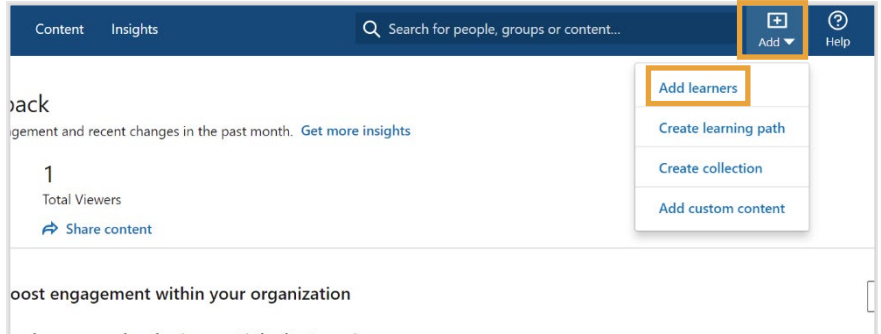 Content Insights Search for people, groups or content... Add Help
Add learners
back
gement and recent changes in the past month. Get more insights
Create learning path
1
Create collection
Total Viewers
Share content
Add custom content
oost engagement within your organization